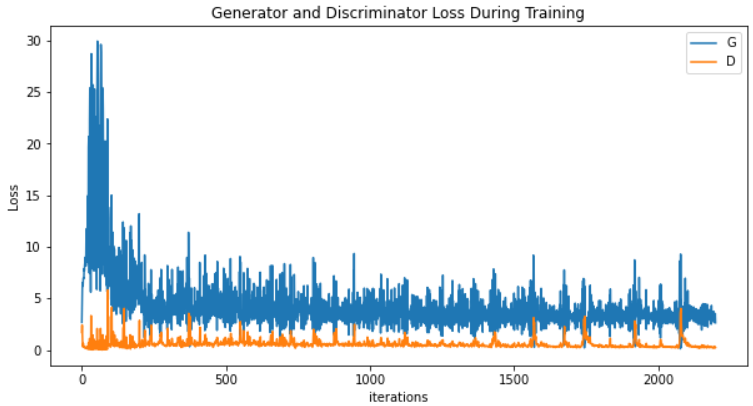 Generator and Discriminator Loss During Training
G
D
30
25
20
15
10
5
0
Loss
0
500
1000
1500
2000
iterations